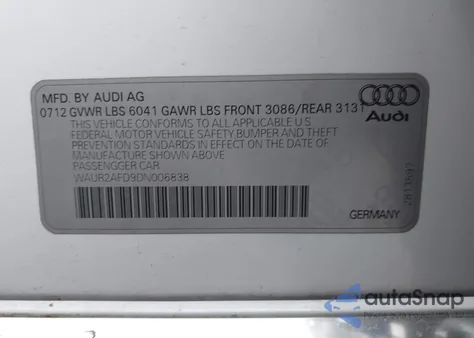 MFD. BY AUDI AG
0712 GVWR LBS 6041 GAWR LBS FRONT 3086/REAR 3131
THIS VEHICLE CONFORMS TO ALL APPLICABLE U.S.
FEDERAL MOTOR VEHICLE SAFETY,BUMPER AND THEFT
PREVENTION STANDARDS IN EFFECT ON THE DATE OF
MANUFACTURE SHOWN ABOVE
PASSENGGER CAR
WAUR2AFD9DN006838
Audi
GERMANY
autoSnap